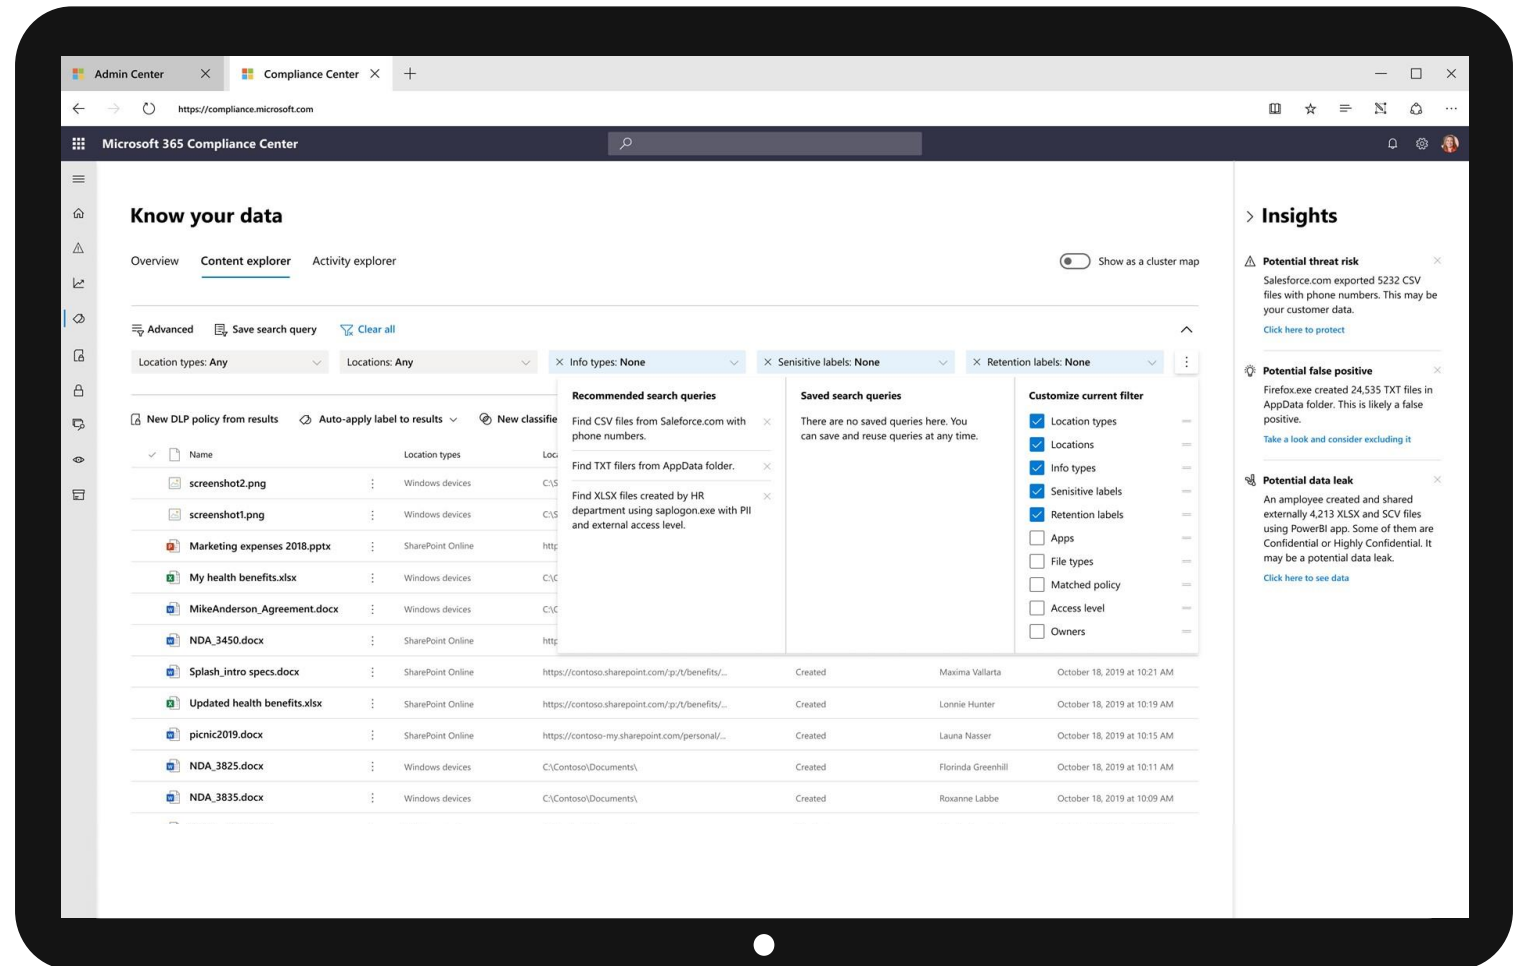 Admin Center
Compliance Center
https://compliance.microsoft.com
Microsoft 365 Compliance Center
Know your data
Overview Content explorer Activity explorer
Show as a cluster map
Advanced Save search query Clear all
Location types: Any Locations: Any Info types: None Senisitive labels: None Retention labels: None
New DLP policy from results Auto-apply label to results New classifie
Recommended search queries
Find CSV files from Saleforce.com with
phone numbers.
Find TXT filers from AppData folder.
Find XLSX files created by HR
department using saplogon.exe with PII
and external access level.
Saved search queries
There are no saved queries here. You
can save and reuse queries at any time.
Customize current filter
Location types
Locations
Info types
Senisitive labels
Retention labels
Apps
File types
Matched policy
Access level
Owners
Name Location types Loc
screenshot2.png Windows devices C:\S
screenshot1.png Windows devices C:\S
Marketing expenses 2018.pptx SharePoint Online http
My health benefits.xlsx Windows devices C:\C
MikeAnderson_Agreement.docx Windows devices C:\C
NDA_3450.docx SharePoint Online http
Splash_intro specs.docx SharePoint Online https://contoso.sharepoint.com/:p:/t/benefits/... Created Maxima Vallarta October 18, 2019 at 10:21 AM
Updated health benefits.xlsx SharePoint Online https://contoso.sharepoint.com/:p:/t/benefits/... Created Lonnie Hunter October 18, 2019 at 10:19 AM
picnic2019.docx SharePoint Online https://contoso-my.sharepoint.com/personal/... Created Launa Nasser October 18, 2019 at 10:15 AM
NDA_3825.docx Windows devices C:\Contoso\Documents\ Created Florinda Greenhill October 18, 2019 at 10:11 AM
NDA_3835.docx Windows devices C:\Contoso\Documents\ Created Roxanne Labbe October 18, 2019 at 10:09 AM
Insights
Potential threat risk
Salesforce.com exported 5232 CSV
files with phone numbers. This may be
your customer data.
Click here to protect
Potential false positive
Firefox.exe created 24,535 TXT files in
AppData folder. This is likely a false
positive.
Take a look and consider excluding it
Potential data leak
An amployee created and shared
externally 4,213 XLSX and SCV files
using PowerBI app. Some of them are
Confidential or Highly Confidential. It
may be a potential data leak.
Click here to see data